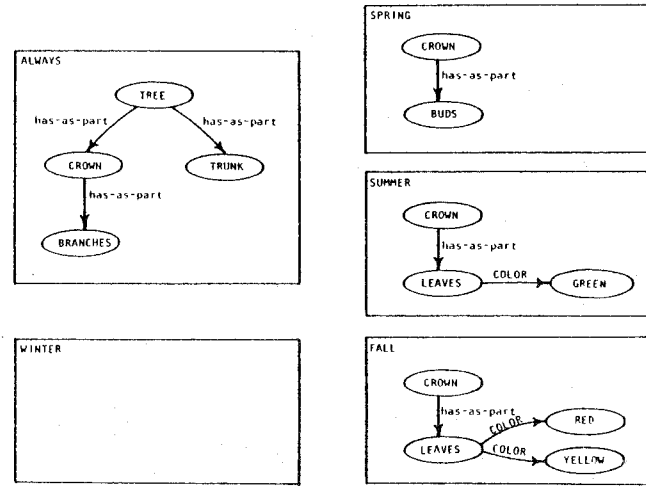 ALWAYS
TREE
has-as-part has-as-part
CROWN TRUNK
has-as-part
BRANCHES
WINTER
SPRING
CROWN
has-as-part
BUDS
SUMMER
CROWN
has-as-part
LEAVES COLOR GREEN
FALL
CROWN
has-as-part
COLOR RED
LEAVES COLOR YELLOW